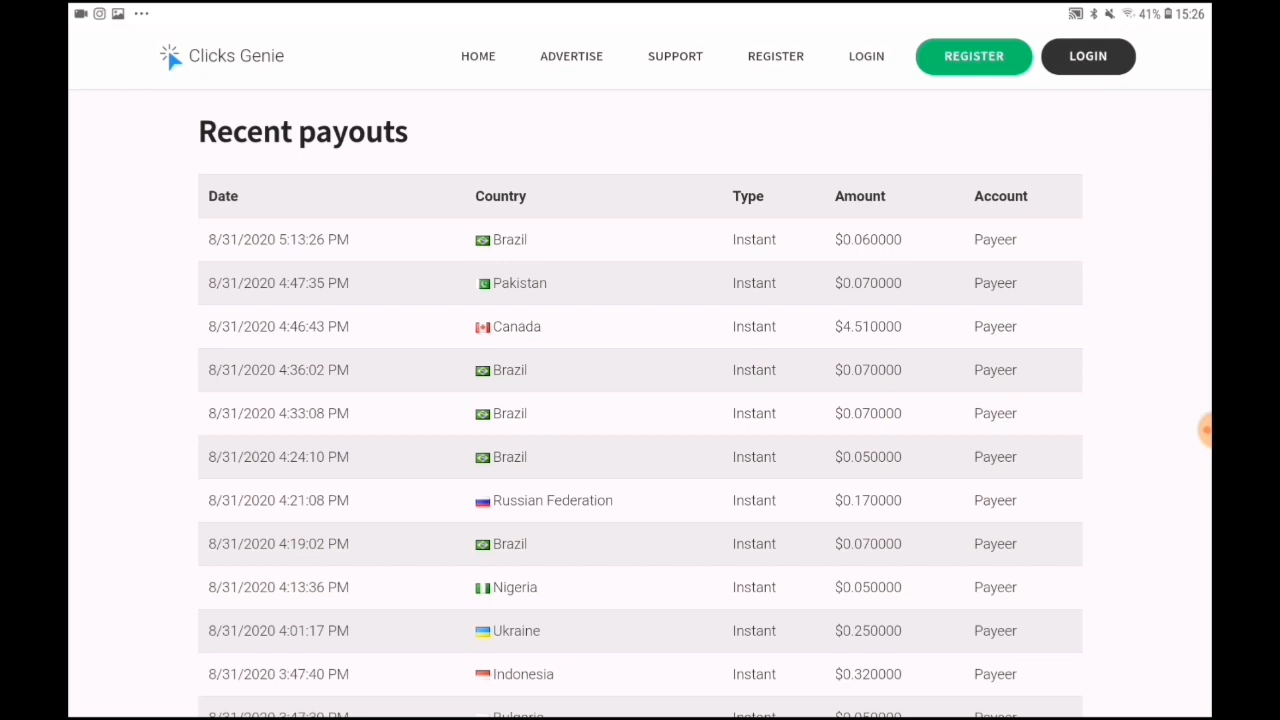 41% 15:26
Clicks Genie HOME ADVERTISE SUPPORT REGISTER LOGIN REGISTER LOGIN
Recent payouts
Date Country Type Amount Account
8/31/2020 5:13:26 PM Brazil Instant $0.060000 Payeer
8/31/2020 4:47:35 PM Pakistan Instant $0.070000 Payeer
8/31/2020 4:46:43 PM Canada Instant $4.510000 Payeer
8/31/2020 4:36:02 PM Brazil Instant $0.070000 Payeer
8/31/2020 4:33:08 PM Brazil Instant $0.070000 Payeer
8/31/2020 4:24:10 PM Brazil Instant $0.050000 Payeer
8/31/2020 4:21:08 PM Russian Federation Instant $0.170000 Payeer
8/31/2020 4:19:02 PM Brazil Instant $0.070000 Payeer
8/31/2020 4:13:36 PM Nigeria Instant $0.050000 Payeer
8/31/2020 4:01:17 PM Ukraine Instant $0.250000 Payeer
8/31/2020 3:47:40 PM Indonesia Instant $0.320000 Payeer
8/31/2020 PM Bulgaria Instant Payeer